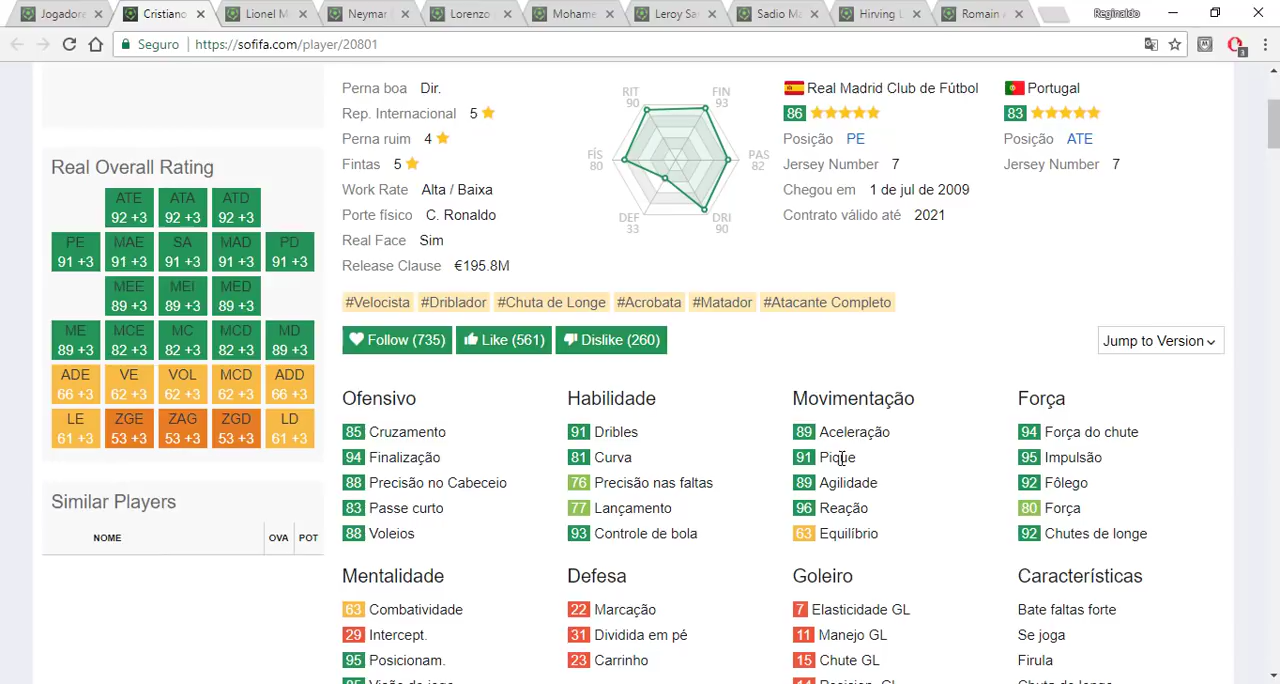 Jogadore
Cristiano
Lionel M
Neymar
Lorenzo
Mohame
Leroy Sa
Sadio Ma
Hirving L
Romain
Reginaldo
Seguro
https://sofifa.com/player/20801
3
Real Overall Rating
ATE ATA ATD
92 +3 92 +3 92 +3
PE MAE SA MAD PD
91 +3 91 +3 91 +3 91 +3 91 +3
MEE MEI MED
89 +3 89 +3 89 +3
ME MCE MC MCD MD
89 +3 82 +3 82 +3 82 +3 89 +3
ADE VE VOL MCD ADD
66 +3 62 +3 62 +3 62 +3 66 +3
LE ZGE ZAG ZGD LD
61 +3 53 +3 53 +3 53 +3 61 +3
Similar Players
NOME OVA POT
Perna boa Dir.
Rep. Internacional 5
Perna ruim 4
Fintas 5
Work Rate Alta / Baixa
Porte físico C. Ronaldo
Real Face Sim
Release Clause €195.8M
RIT
90
FIN
93
FÍS
80
PAS
82
DEF
33
DRI
90
Real Madrid Club de Fútbol
86
Posição PE
Jersey Number 7
Chegou em 1 de jul de 2009
Contrato válido até 2021
Portugal
83
Posição ATE
Jersey Number 7
#Velocista #Driblador #Chuta de Longe #Acrobata #Matador #Atacante Completo
Follow (735) Like (561) Dislike (260)
Jump to Version
Ofensivo
85 Cruzamento
94 Finalização
88 Precisão no Cabeceio
83 Passe curto
88 Voleios
Habilidade
91 Dribles
81 Curva
76 Precisão nas faltas
77 Lançamento
93 Controle de bola
Movimentação
89 Aceleração
91 Pique
89 Agilidade
96 Reação
63 Equilíbrio
Força
94 Força do chute
95 Impulsão
92 Fôlego
80 Força
92 Chutes de longe
Mentalidade
63 Combatividade
29 Intercept.
95 Posicionam.
Defesa
22 Marcação
31 Dividida em pé
23 Carrinho
Goleiro
7 Elasticidade GL
11 Manejo GL
15 Chute GL
Características
Bate faltas forte
Se joga
Firula